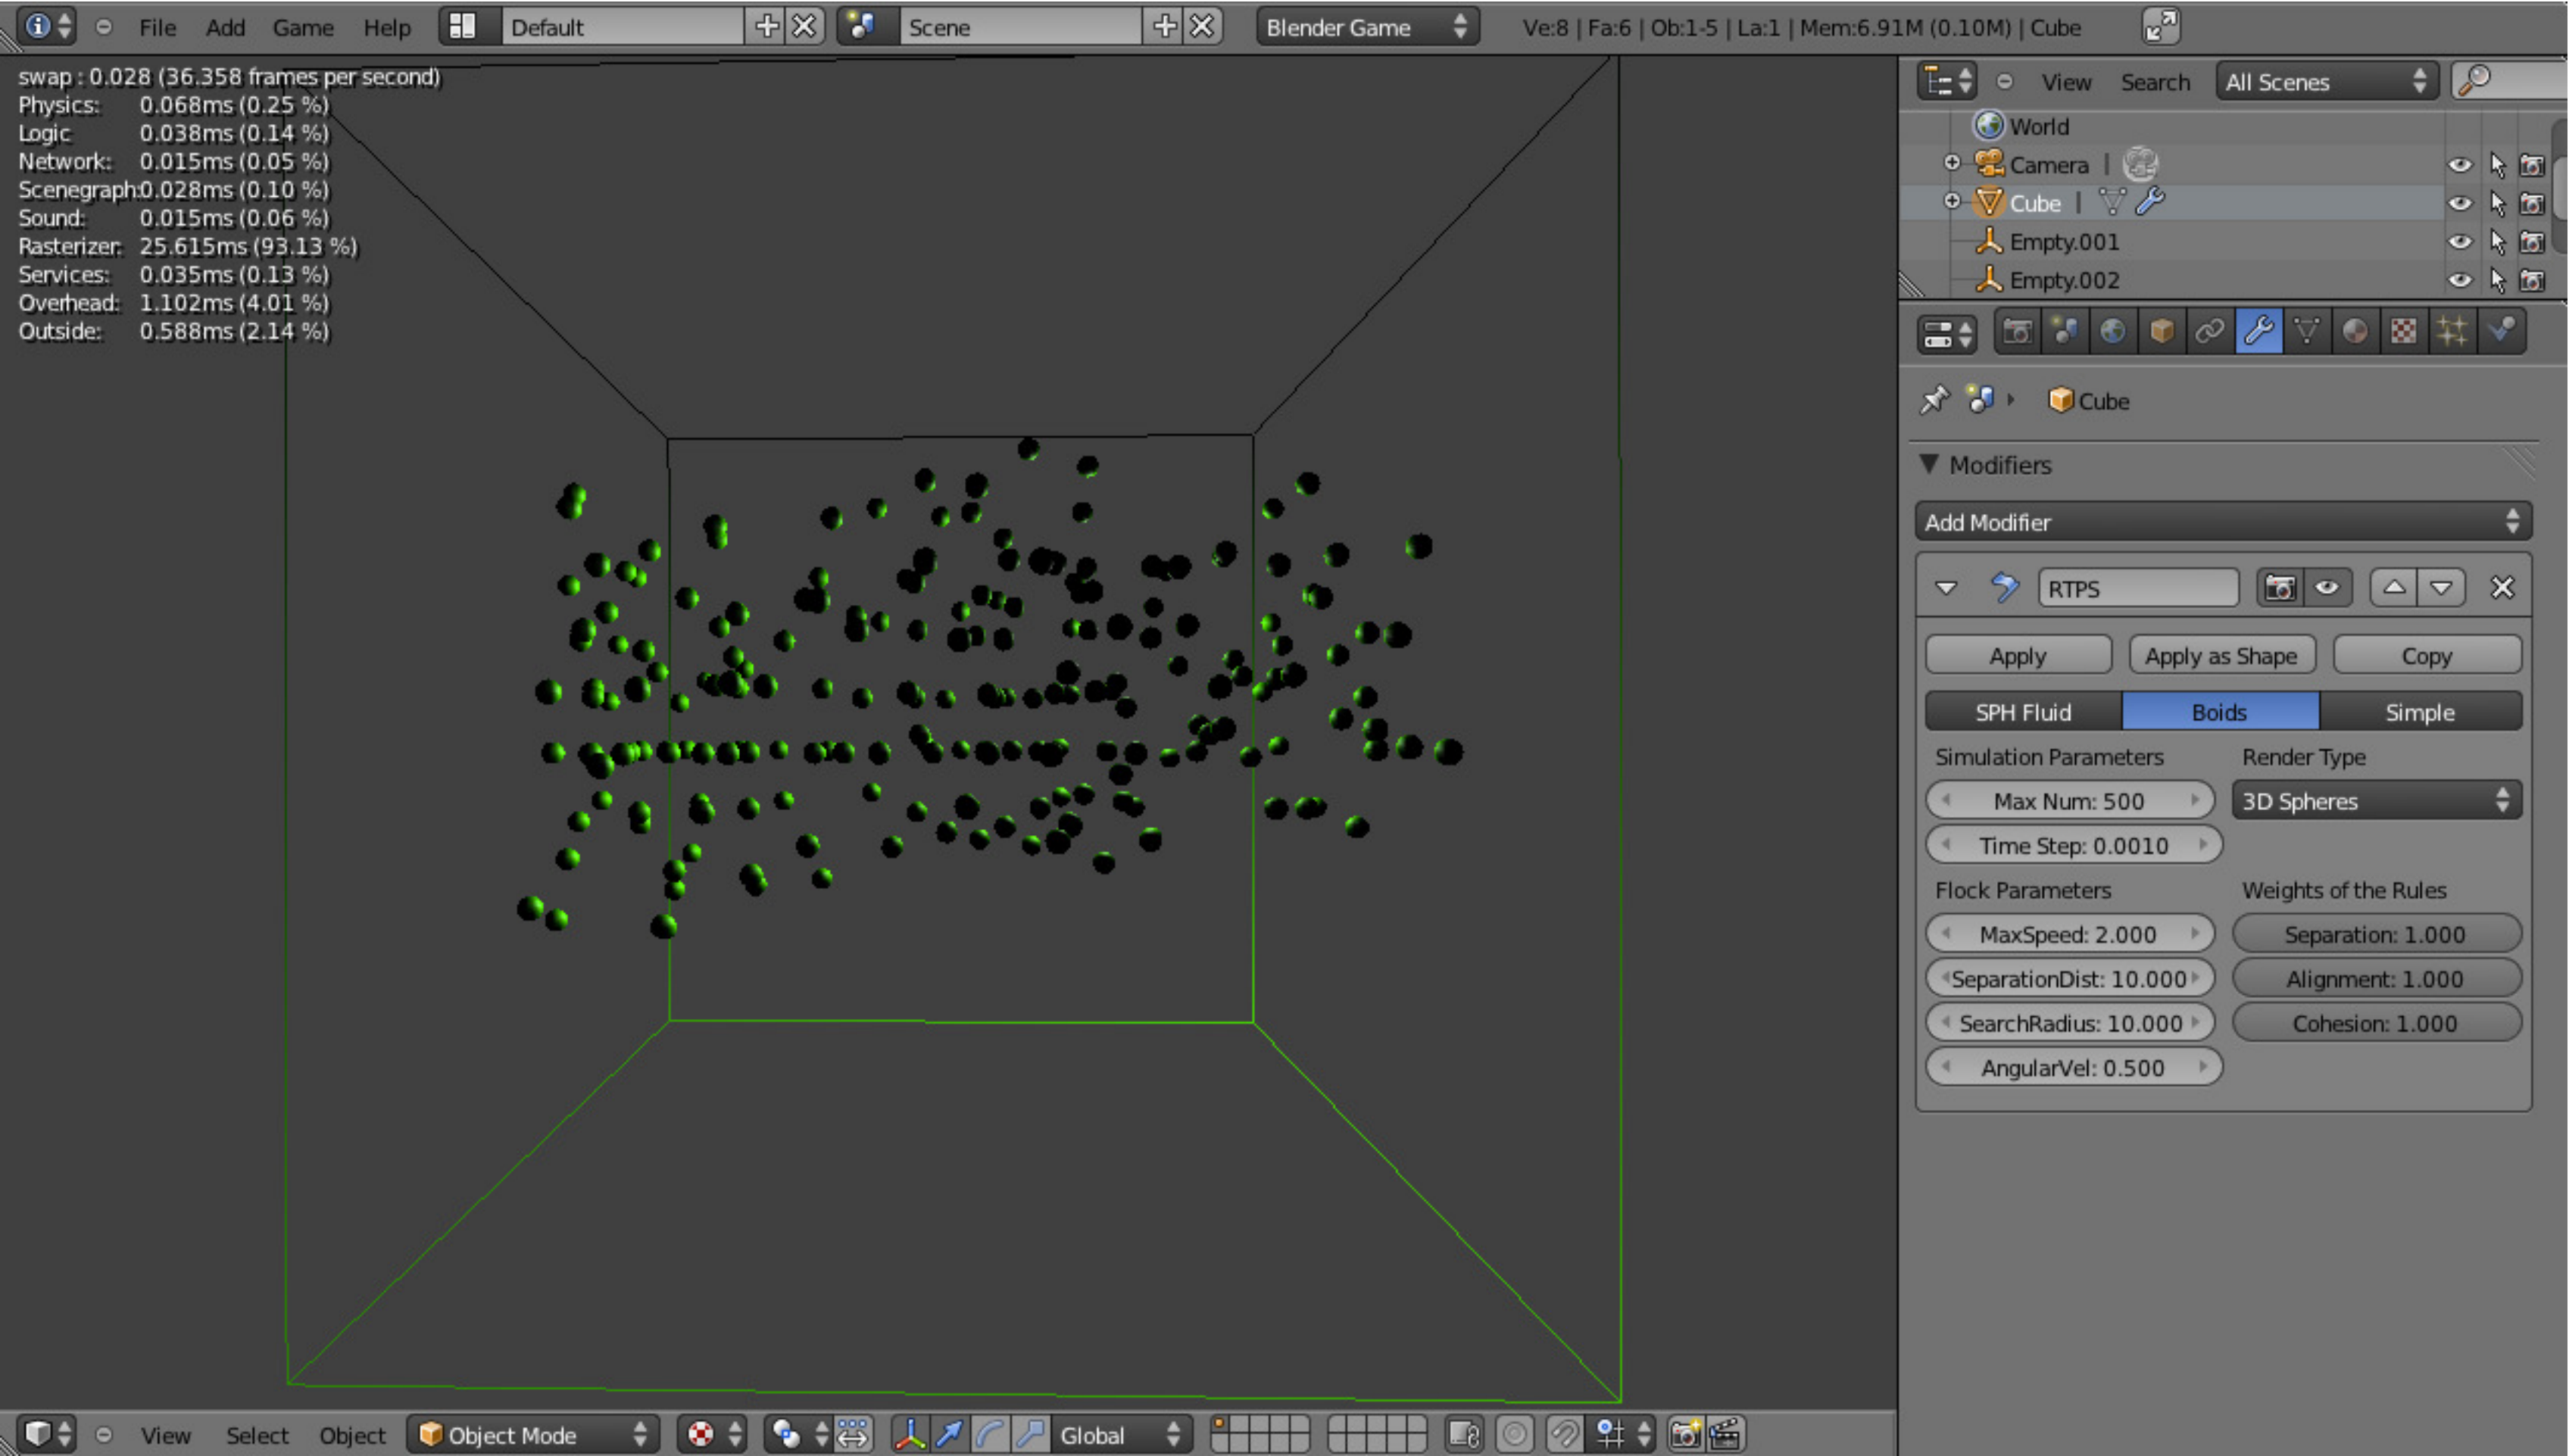 File Add Game Help Default Scene Blender Game Ve:8 | Fa:6 | Ob:1-5 | La:1 | Mem:6.91M (0.10M) | Cube
swap : 0.028 (36.358 frames per second)
Physics: 0.068ms (0.25 %)
Logic 0.038ms (0.14 %)
Network: 0.015ms (0.05 %)
Scenegraph: 0.028ms (0.10 %)
Sound: 0.015ms (0.06 %)
Rasterizer: 25.615ms (93.13 %)
Services: 0.035ms (0.13 %)
Overhead: 1.102ms (4.01 %)
Outside: 0.588ms (2.14 %)
View Search All Scenes
World
Camera |
Cube |
Empty.001
Empty.002
Cube
Modifiers
Add Modifier
RTPS
Apply Apply as Shape Copy
SPH Fluid Boids Simple
Simulation Parameters Render Type
Max Num: 500 3D Spheres
Time Step: 0.0010
Flock Parameters Weights of the Rules
MaxSpeed: 2.000 Separation: 1.000
SeparationDist: 10.000 Alignment: 1.000
SearchRadius: 10.000 Cohesion: 1.000
AngularVel: 0.500
View Select Object Object Mode Global